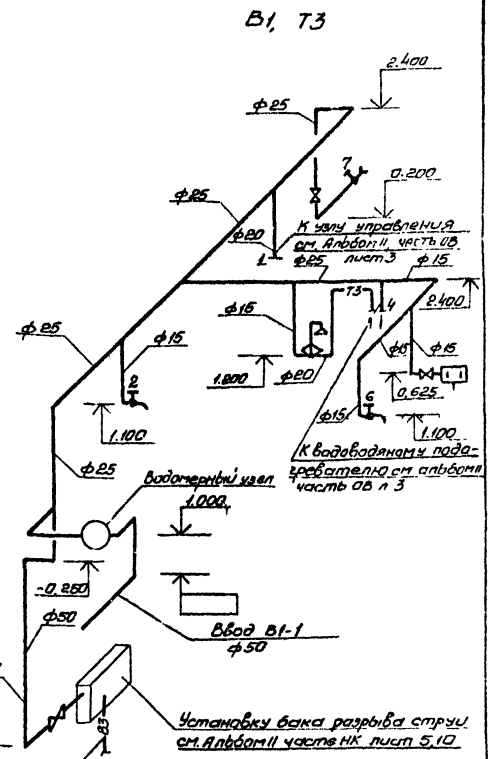 В1, Т3
2.400
ф25
7
0.200
ф25
ф20
1
К узлу управления
см. Альбом II, часть ОВ
лист 3
ф25
ф15
Т3
4
2.400
ф25
ф15
ф15
ф15
ф15
2
1.200
ф20
0.625
2
1.100
ф15
6
1.100
ф25
К водоводяному подо-
гревателю см альбом II
часть ОВ л 3
Водомерный узел
1.000
-0.250
ф50
Ввод В1-1
ф50
В3
Установку бака разрыва струи
см. Альбом II часть НК лист 5,10